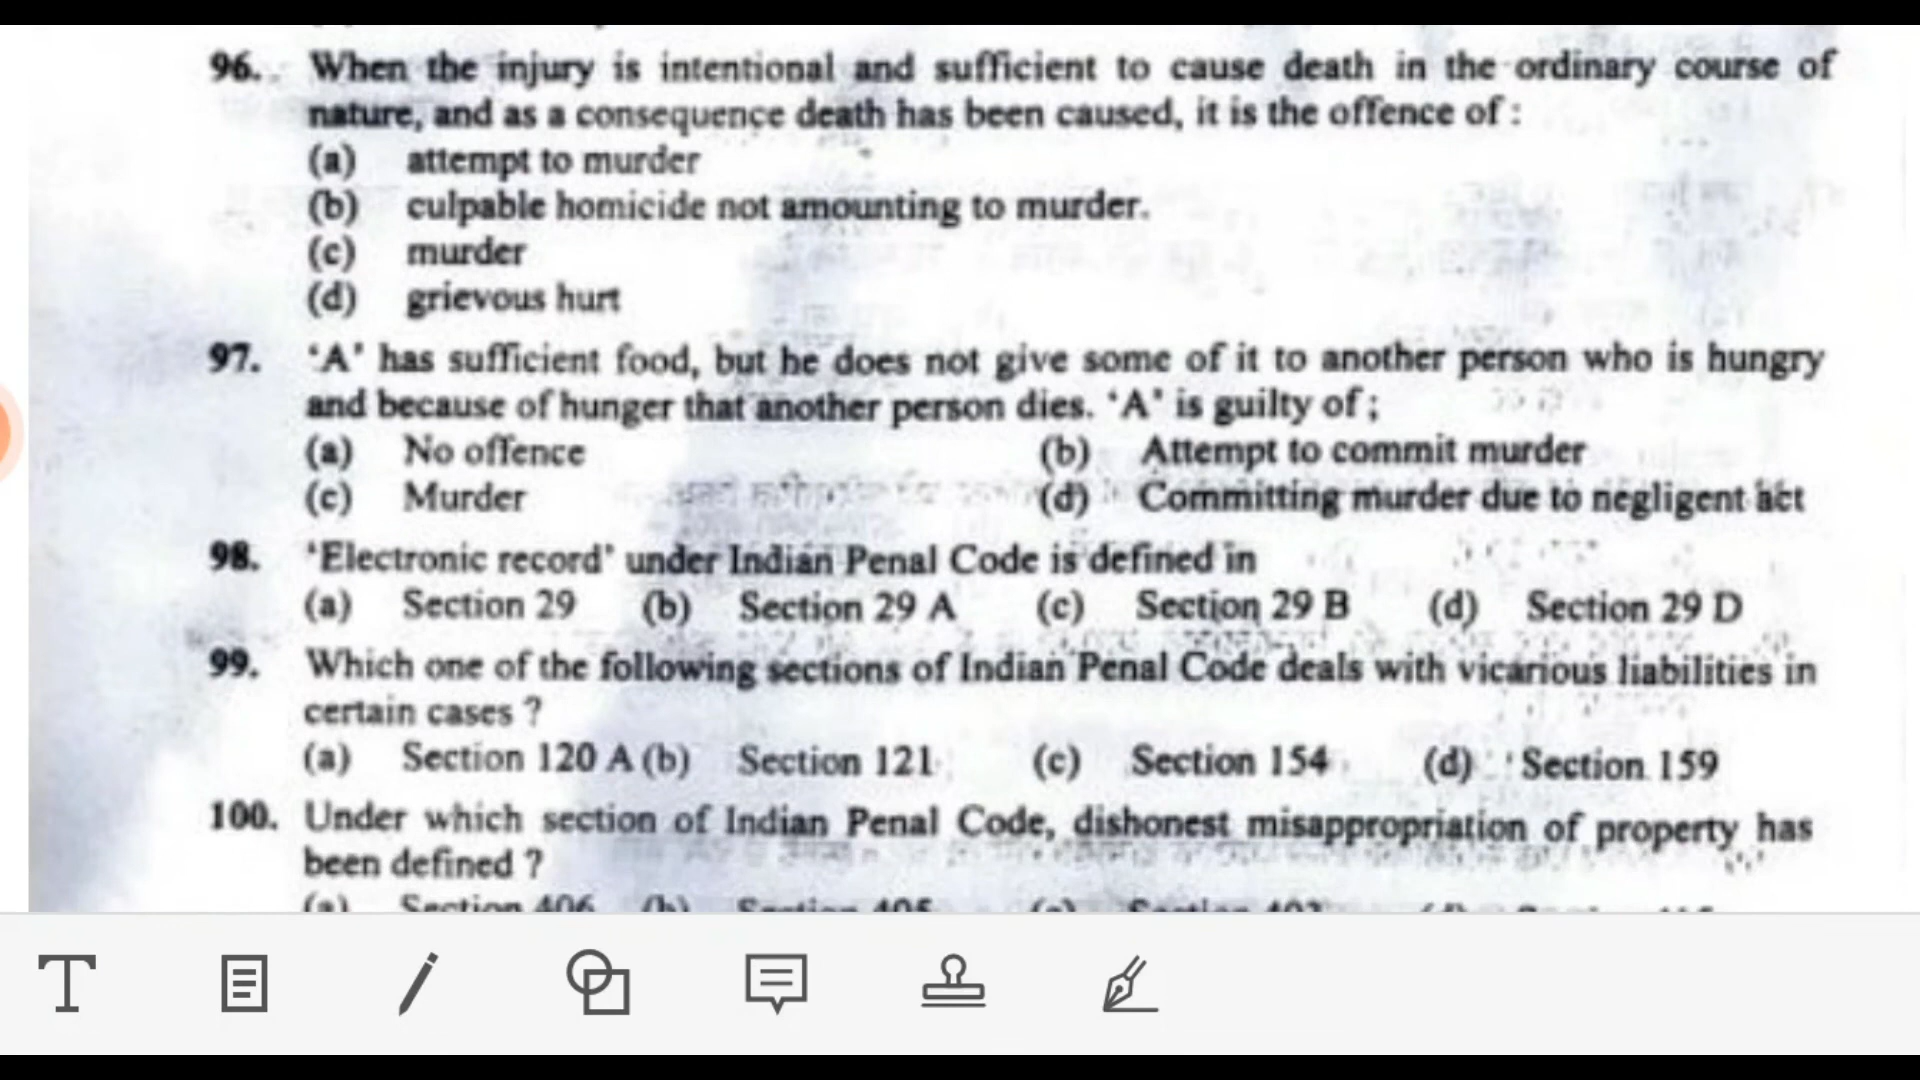 96. When the injury is intentional and sufficient to cause death in the ordinary course of
nature, and as a consequence death has been caused, it is the offence of :
(a) attempt to murder
(b) culpable homicide not amounting to murder.
(c) murder
(d) grievous hurt
97. 'A' has sufficient food, but he does not give some of it to another person who is hungry
and because of hunger that another person dies. 'A' is guilty of ;
(a) No offence (b) Attempt to commit murder
(c) Murder (d) Committing murder due to negligent act
98. 'Electronic record' under Indian Penal Code is defined in
(a) Section 29 (b) Section 29 A (c) Section 29 B (d) Section 29 D
99. Which one of the following sections of Indian Penal Code deals with vicarious liabilities in
certain cases ?
(a) Section 120 A (b) Section 121 (c) Section 154 (d) Section 159
100. Under which section of Indian Penal Code, dishonest misappropriation of property has
been defined ?
(a) Section 406 (b) Section 405 (c) Section 403 (d)
T